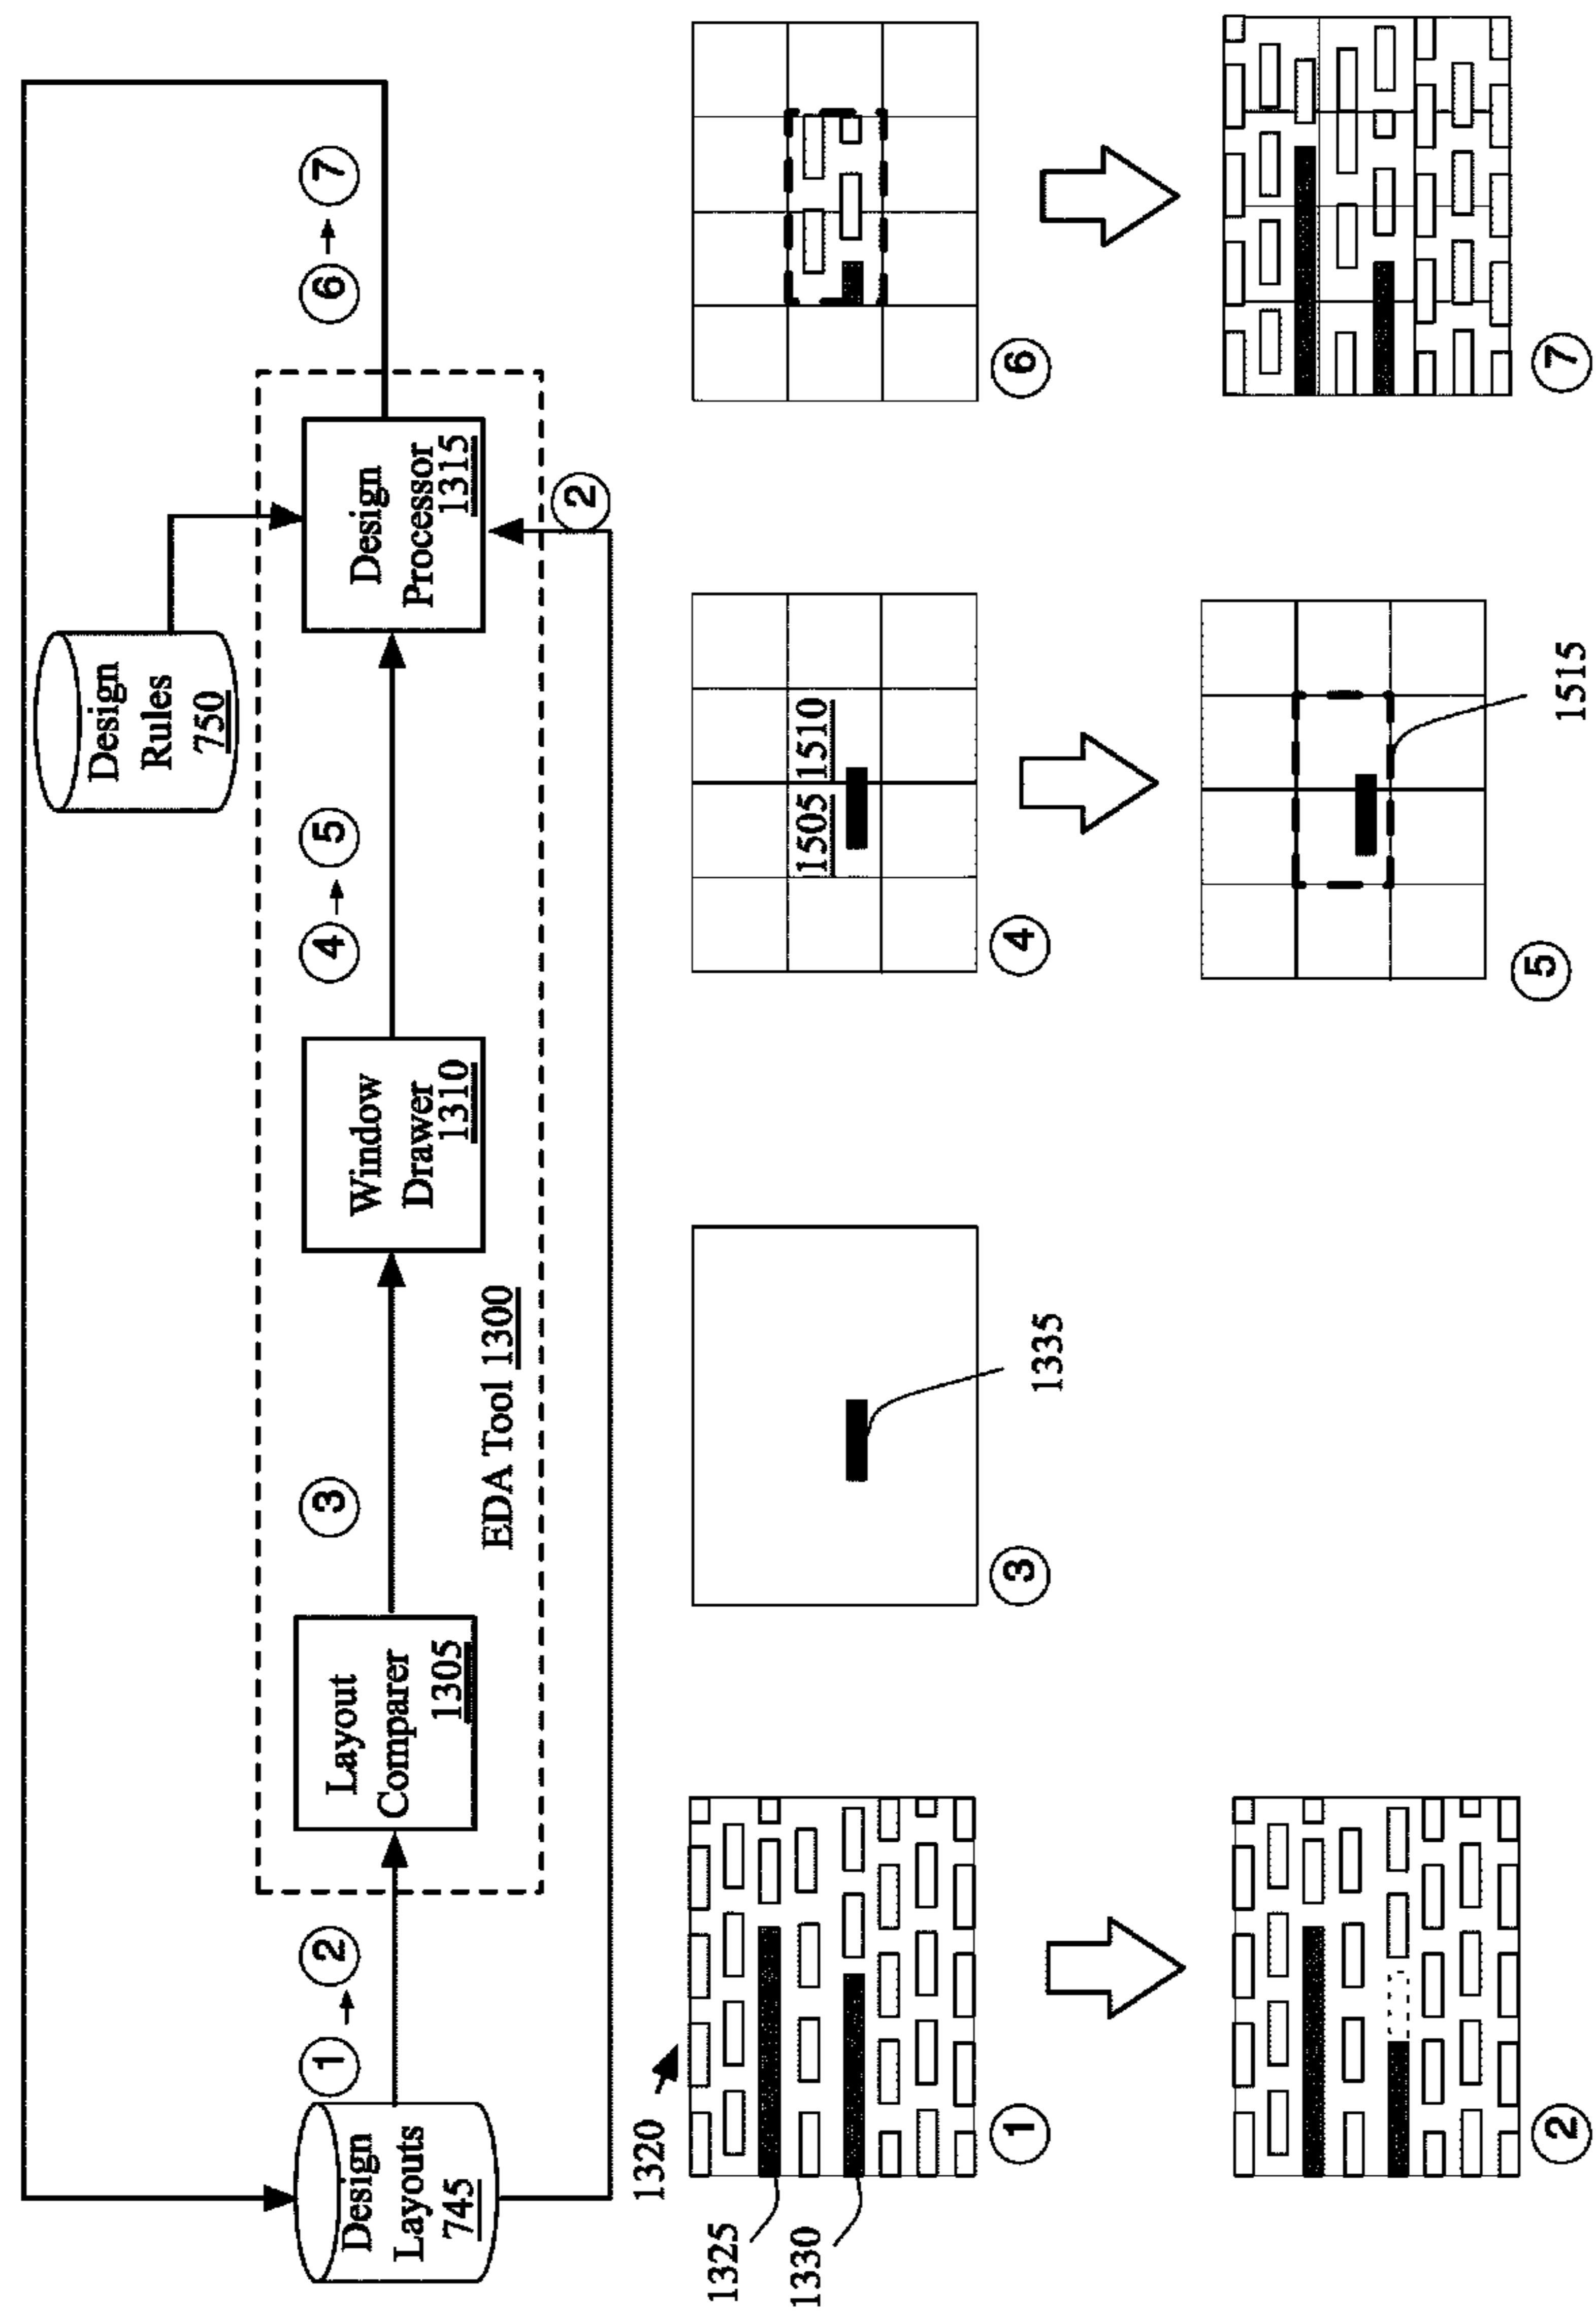 Design
Rules
750
① → ②
③
④ → ⑤
⑥ → ⑦
Design
Layouts
745
Layout
Comparer
1305
Window
Drawer
1310
Design
Processor
1315
EDA Tool 1300
②
1320
1325
1330
①
1335
③
1505
1510
④
⑥
②
1515
⑤
⑦